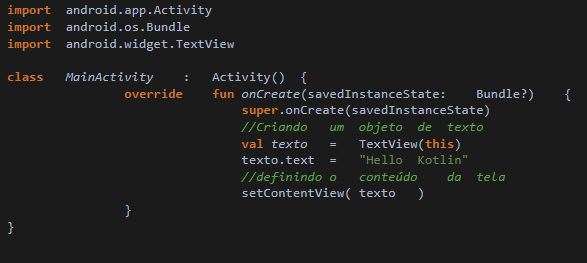 import android.app.Activity
import android.os.Bundle
import android.widget.TextView
class MainActivity : Activity() {
override fun onCreate(savedInstanceState: Bundle?) {
super.onCreate(savedInstanceState)
//Criando um objeto de texto
val texto = TextView(this)
texto.text = "Hello Kotlin"
//definindo o conteúdo da tela
setContentView( texto )
}
}